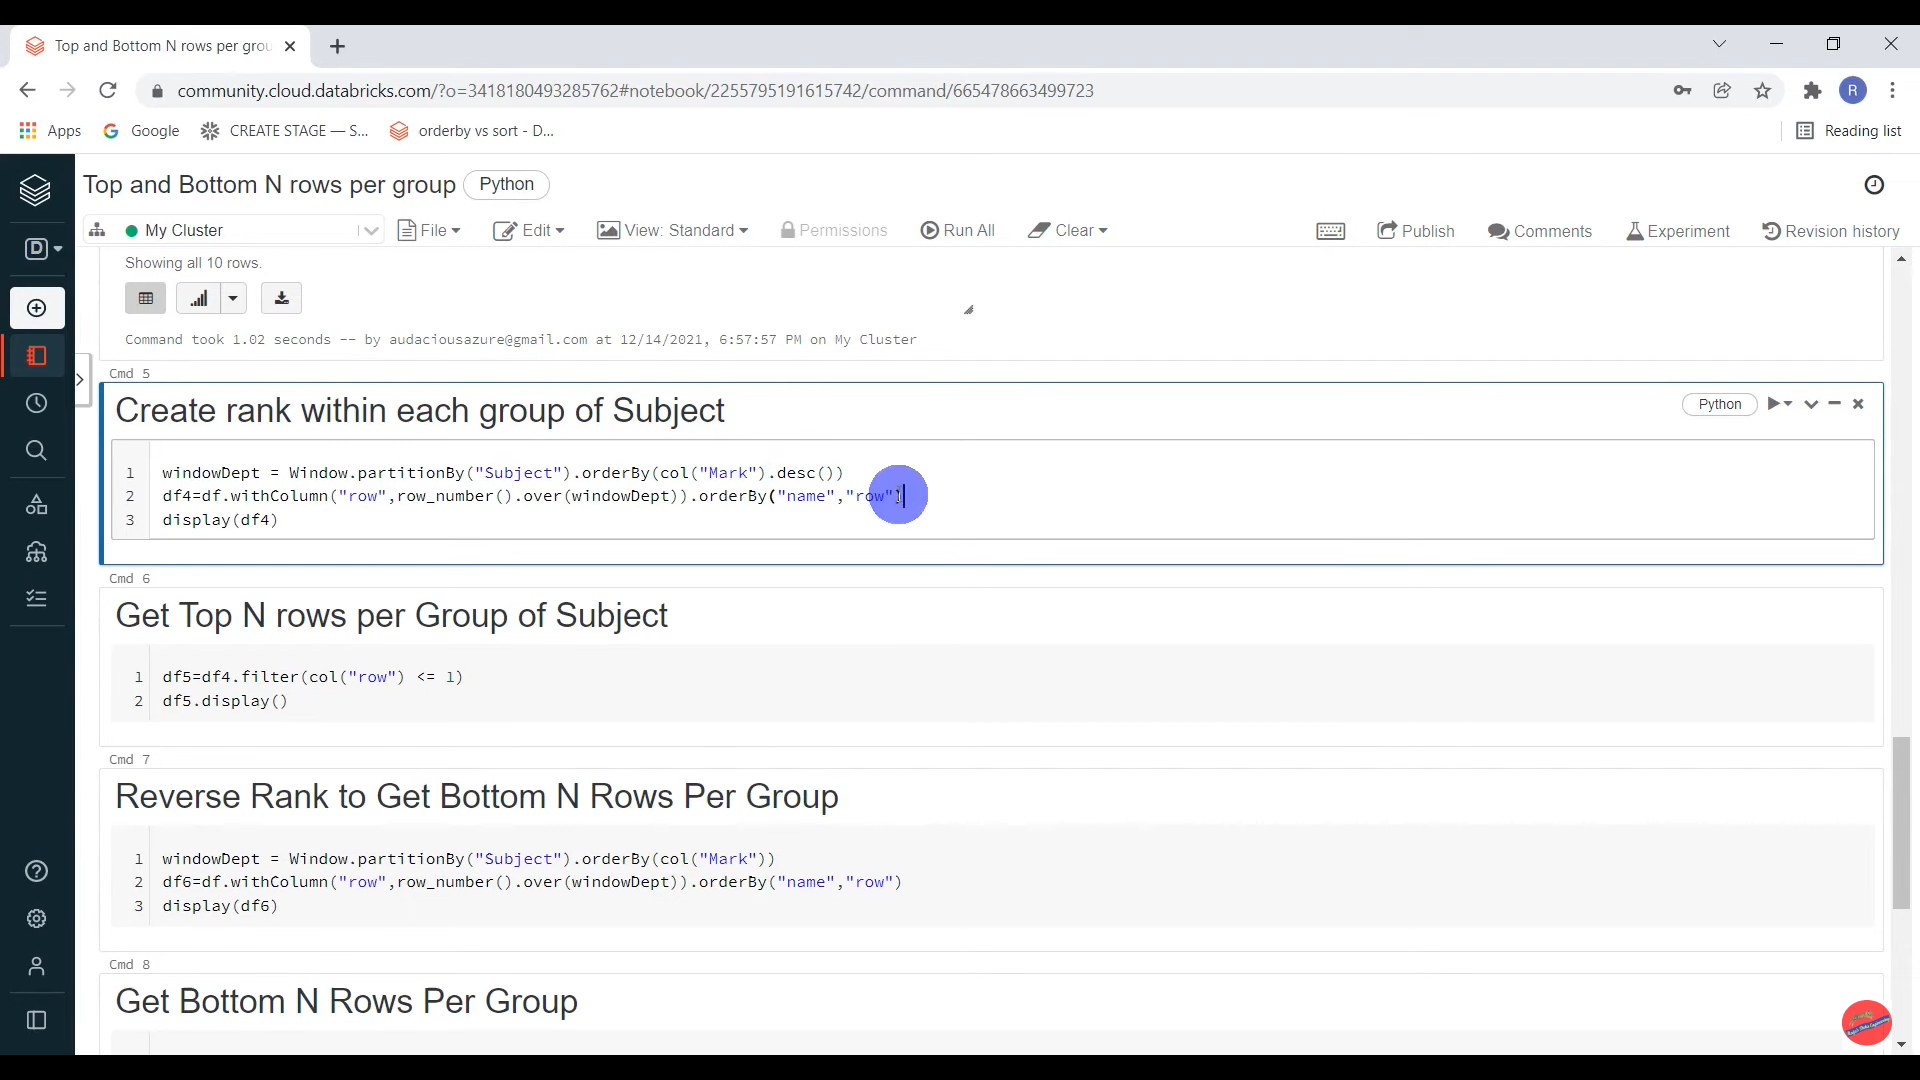 Top and Bottom N rows per grou
community.cloud.databricks.com/?o=3418180493285762#notebook/2255795191615742/command/665478663499723
R
Apps
Google
CREATE STAGE — S...
orderby vs sort - D...
Reading list
Top and Bottom N rows per group
Python
D
My Cluster
File
Edit
View: Standard
Permissions
Run All
Clear
Publish
Comments
Experiment
Revision history
Showing all 10 rows.
Command took 1.02 seconds -- by audaciousazure@gmail.com at 12/14/2021, 6:57:57 PM on My Cluster
Cmd 5
Create rank within each group of Subject
Python
1 windowDept = Window.partitionBy("Subject").orderBy(col("Mark").desc())
2 df4=df.withColumn("row",row_number().over(windowDept)).orderBy("name","row")
3 display(df4)
Cmd 6
Get Top N rows per Group of Subject
1 df5=df4.filter(col("row") <= 1)
2 df5.display()
Cmd 7
Reverse Rank to Get Bottom N Rows Per Group
1 windowDept = Window.partitionBy("Subject").orderBy(col("Mark"))
2 df6=df.withColumn("row",row_number().over(windowDept)).orderBy("name","row")
3 display(df6)
Cmd 8
Get Bottom N Rows Per Group